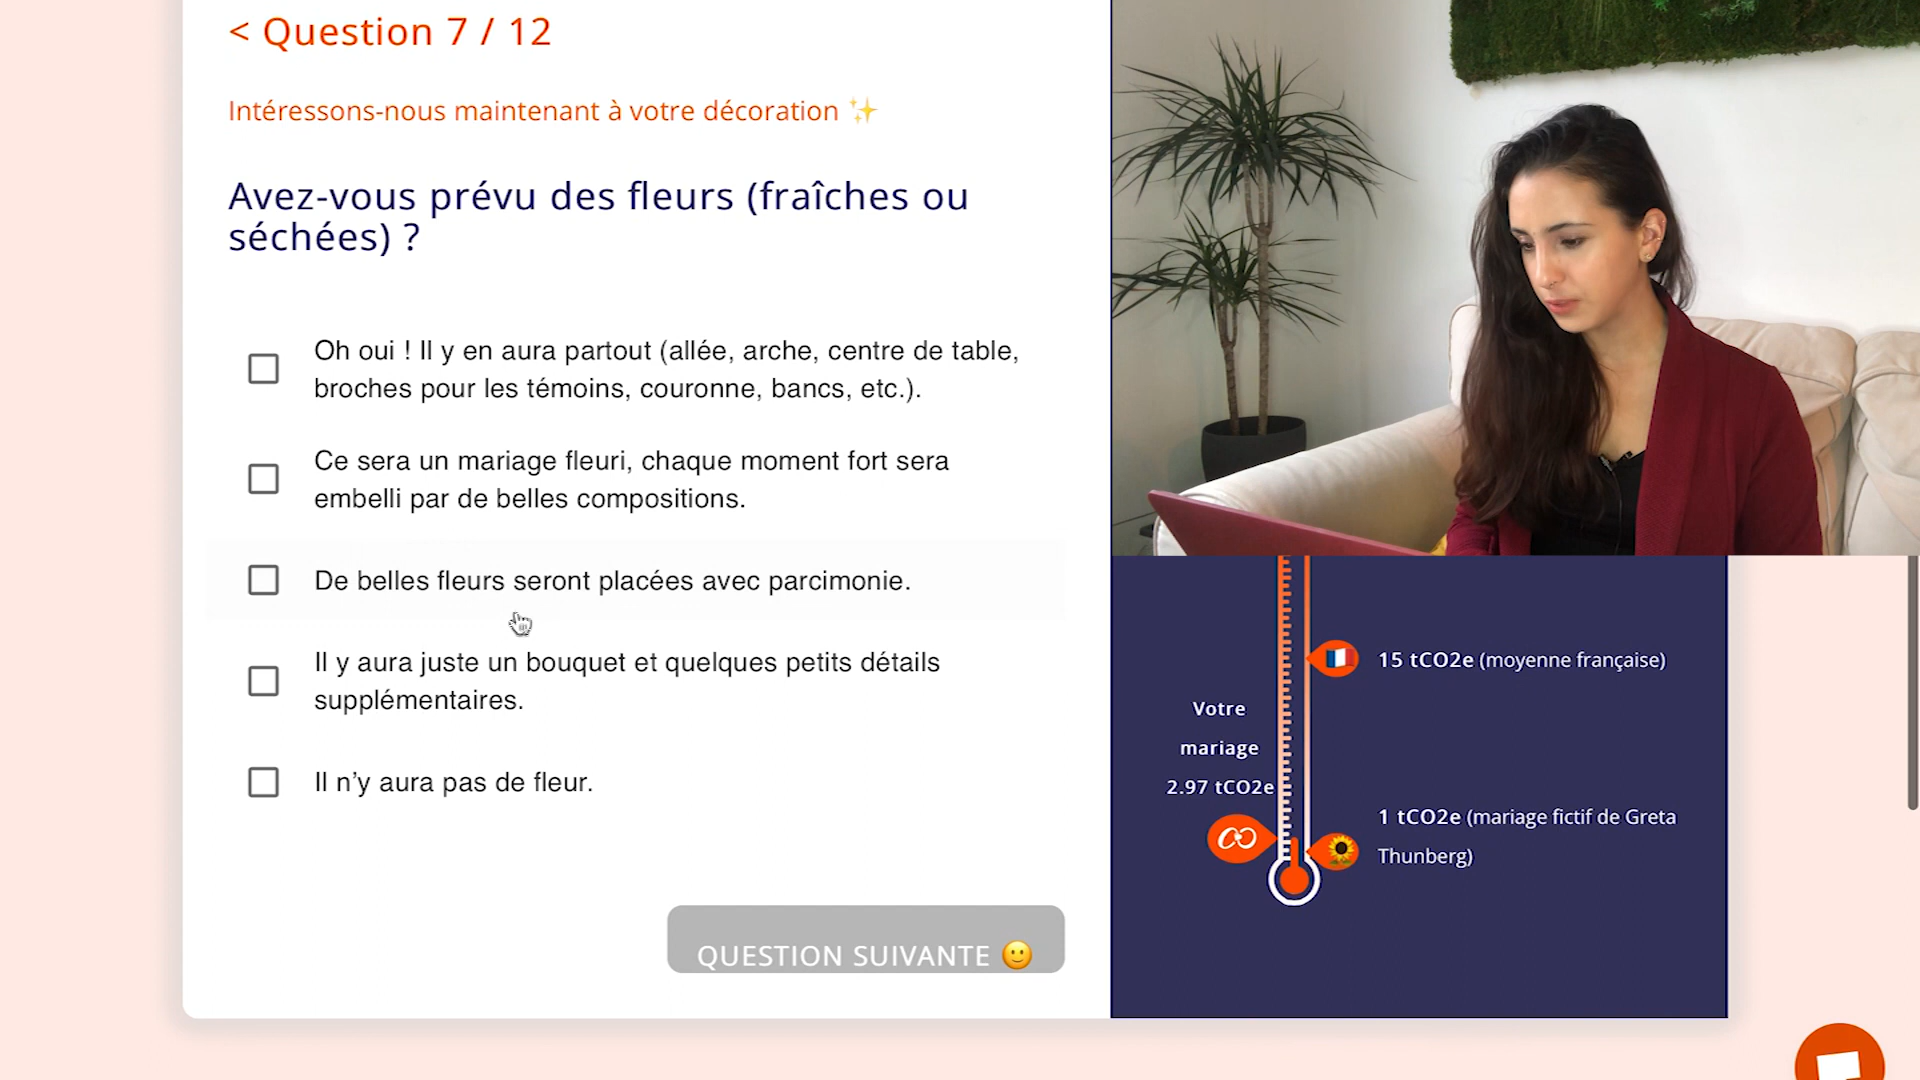 < Question 7 / 12
Intéressons-nous maintenant à votre décoration ✨
Avez-vous prévu des fleurs (fraîches ou
séchées) ?
Oh oui ! Il y en aura partout (allée, arche, centre de table,
broches pour les témoins, couronne, bancs, etc.).
Ce sera un mariage fleuri, chaque moment fort sera
embelli par de belles compositions.
De belles fleurs seront placées avec parcimonie.
Il y aura juste un bouquet et quelques petits détails
supplémentaires.
Il n'y aura pas de fleur.
QUESTION SUIVANTE 🙂
15 tCO2e (moyenne française)
Votre
mariage
2.97 tCO2e
1 tCO2e (mariage fictif de Greta
Thunberg)